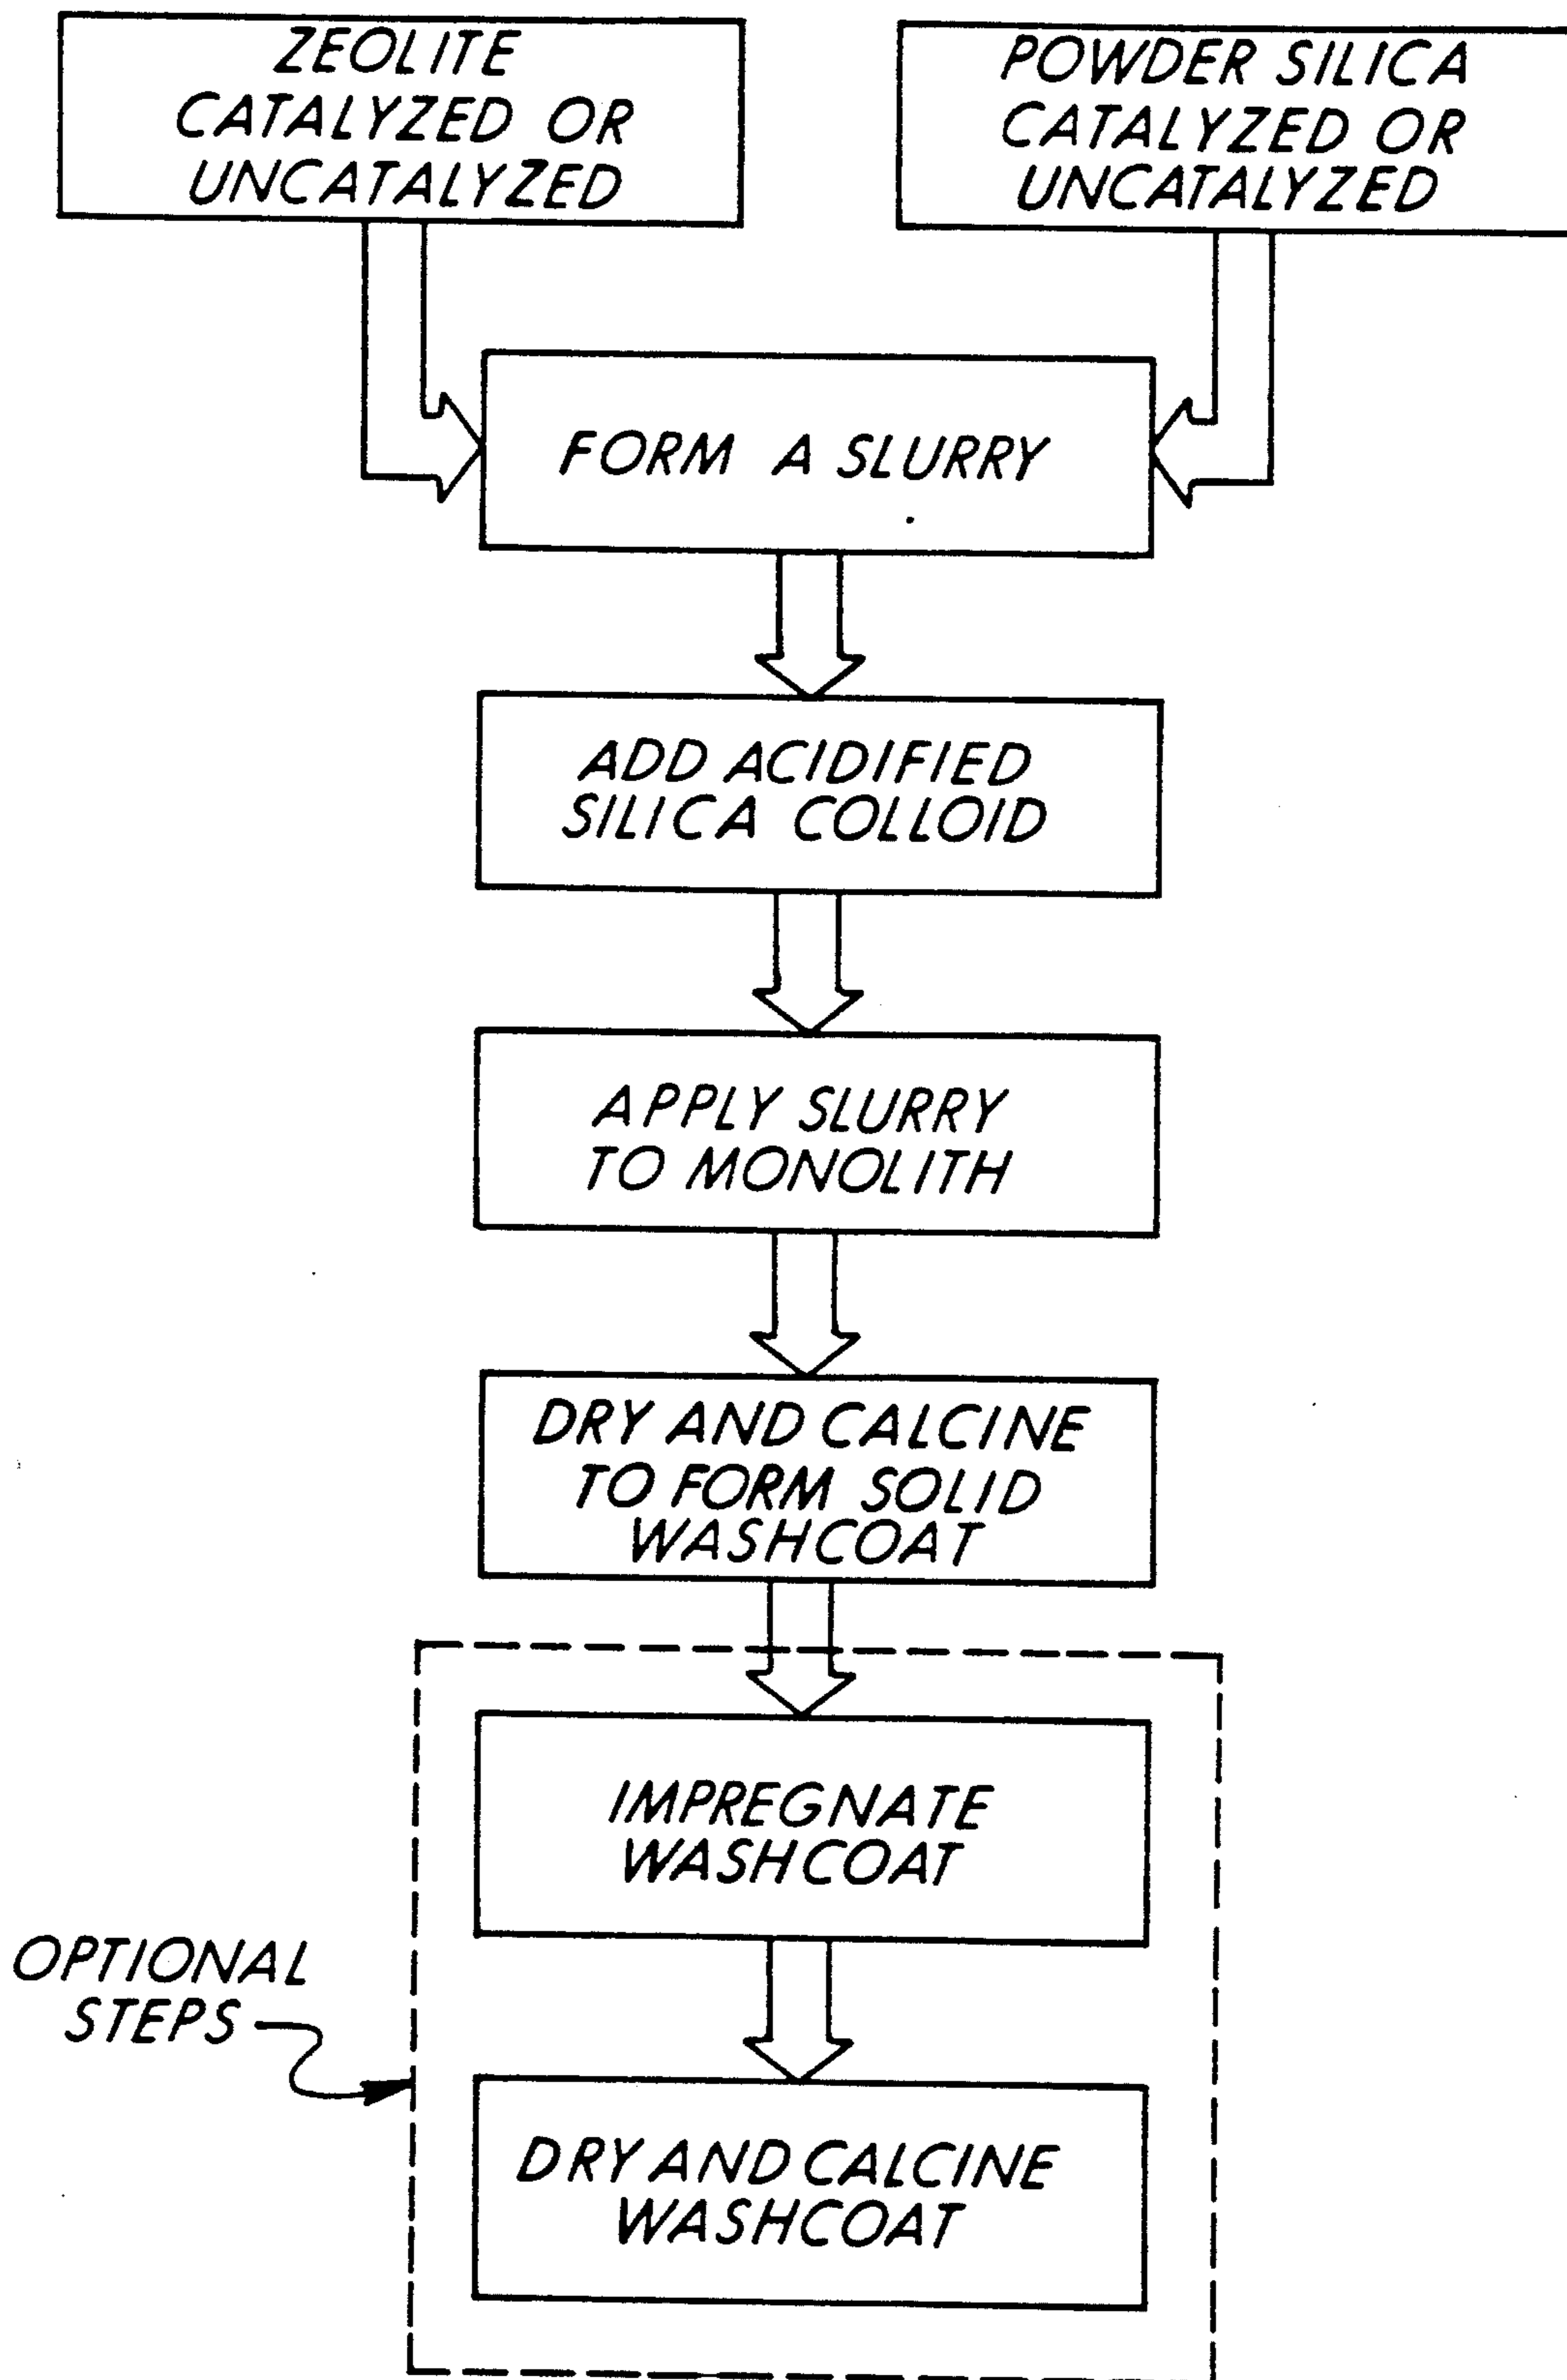 ZEOLITE
CATALYZED OR
UNCATALYZED
POWDER SILICA
CATALYZED OR
UNCATALYZED
FORM A SLURRY
ADD ACIDIFIED
SILICA COLLOID
APPLY SLURRY
TO MONOLITH
DRY AND CALCINE
TO FORM SOLID
WASHCOAT
IMPREGNATE
WASHCOAT
OPTIONAL
STEPS
DRY AND CALCINE
WASHCOAT